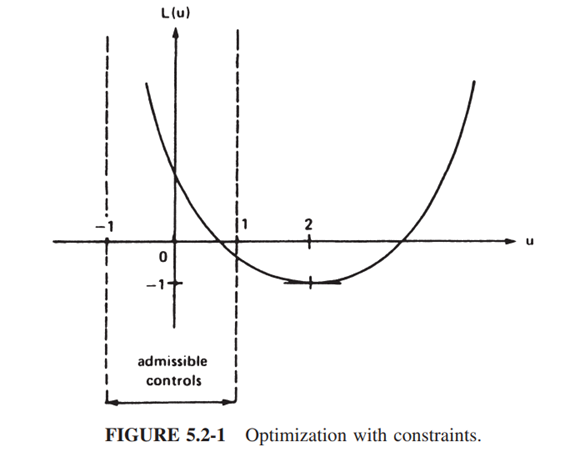 L(u)
-1
1
2
u
0
-1
admissible
controls
FIGURE 5.2-1 Optimization with constraints.